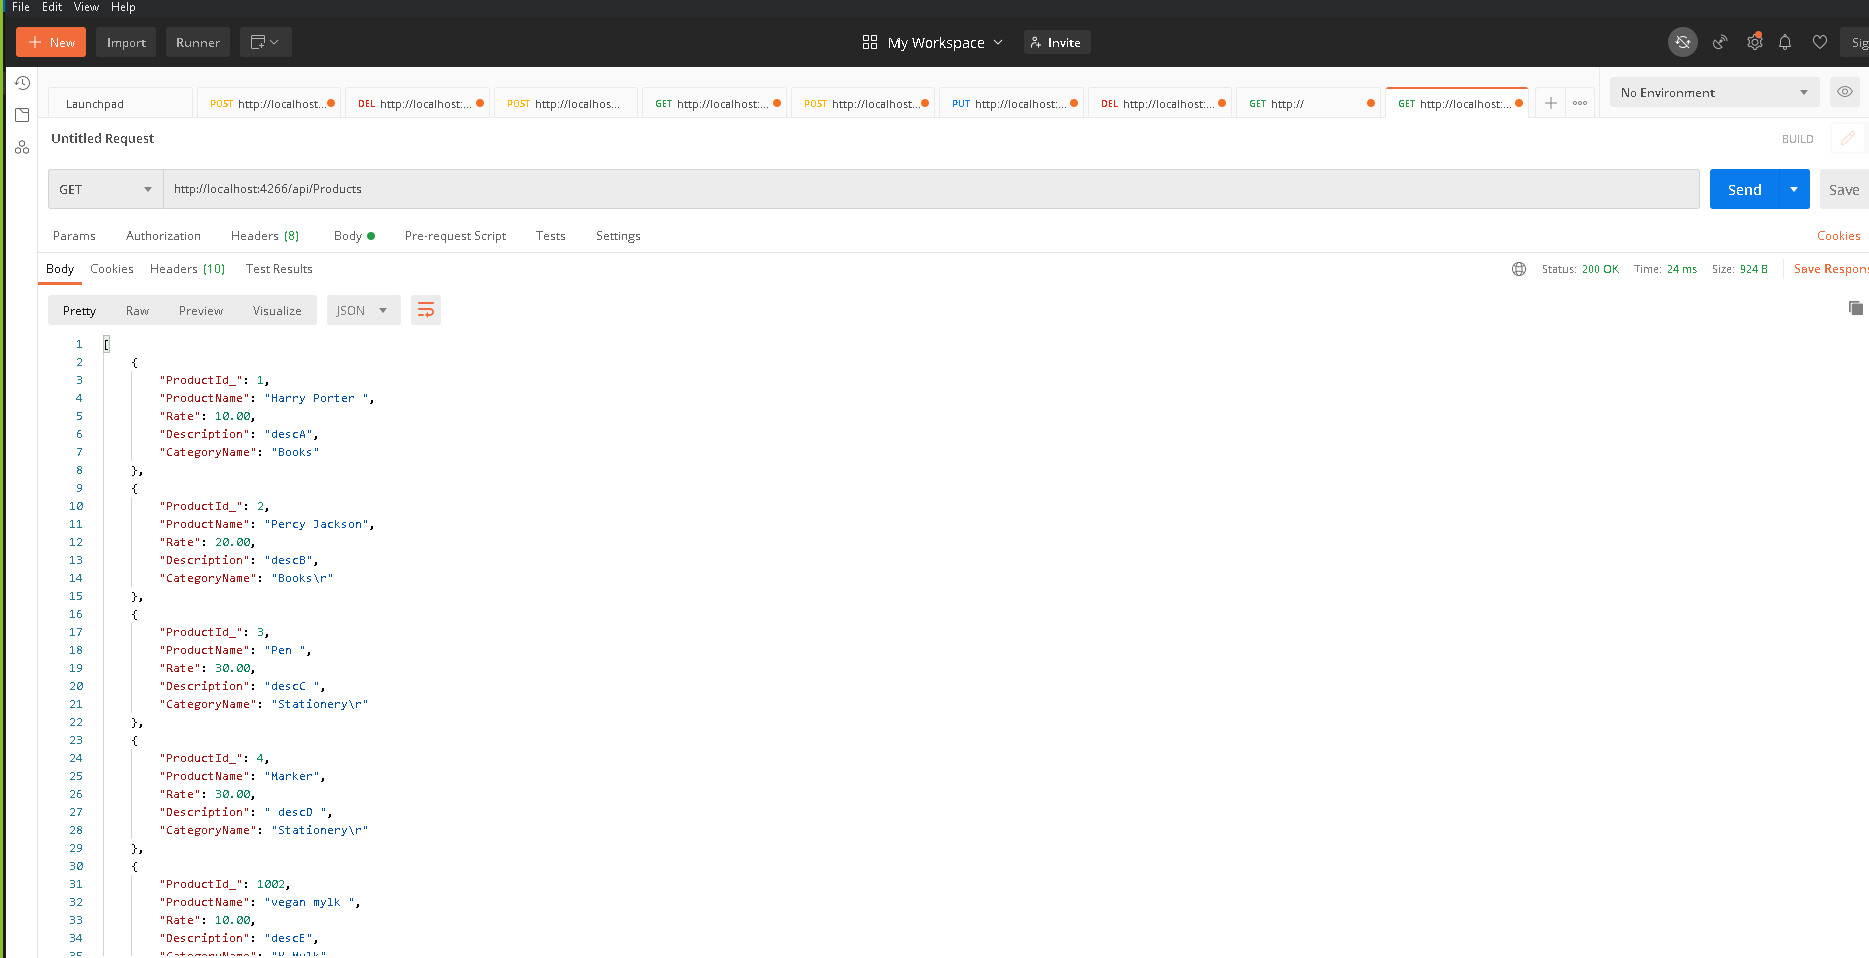 File Edit View Help
New Import Runner My Workspace Invite
Launchpad POST http://localhost... DEL http://localhost:... POST http://localhos... GET http://localhost:... POST http://localhost... PUT http://localhost:... DEL http://localhost:... GET http:// GET http://localhost:... No Environment
Untitled Request BUILD
GET http://localhost:4266/api/Products Send Save
Params Authorization Headers (8) Body Pre-request Script Tests Settings Cookies
Body Cookies Headers (10) Test Results Status: 200 OK Time: 24 ms Size: 924 B Save Respons
Pretty Raw Preview Visualize JSON
1 [
2 {
3 "ProductId_": 1,
4 "ProductName": "Harry Porter ",
5 "Rate": 10.00,
6 "Description": "descA",
7 "CategoryName": "Books"
8 },
9 {
10 "ProductId_": 2,
11 "ProductName": "Percy Jackson",
12 "Rate": 20.00,
13 "Description": "descB",
14 "CategoryName": "Books\r"
15 },
16 {
17 "ProductId_": 3,
18 "ProductName": "Pen ",
19 "Rate": 30.00,
20 "Description": "descC ",
21 "CategoryName": "Stationery\r"
22 },
23 {
24 "ProductId_": 4,
25 "ProductName": "Marker",
26 "Rate": 30.00,
27 "Description": " descD ",
28 "CategoryName": "Stationery\r"
29 },
30 {
31 "ProductId_": 1002,
32 "ProductName": "vegan mylk ",
33 "Rate": 10.00,
34 "Description": "descE",
35 "CategoryName":